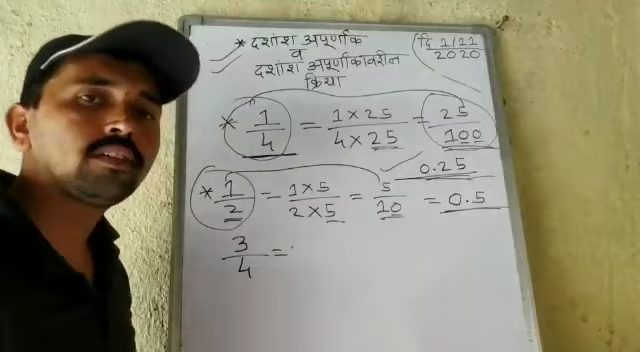 * दशांश अपूर्णांक
व
दशांश अपूर्णांकावरील
क्रिया
दि 1/11
2020
* 1/4 = 1×25/4×25 = 25/100
0.25
* 1/2 = 1×5/2×5 = 5/10 = 0.5
3/4 =